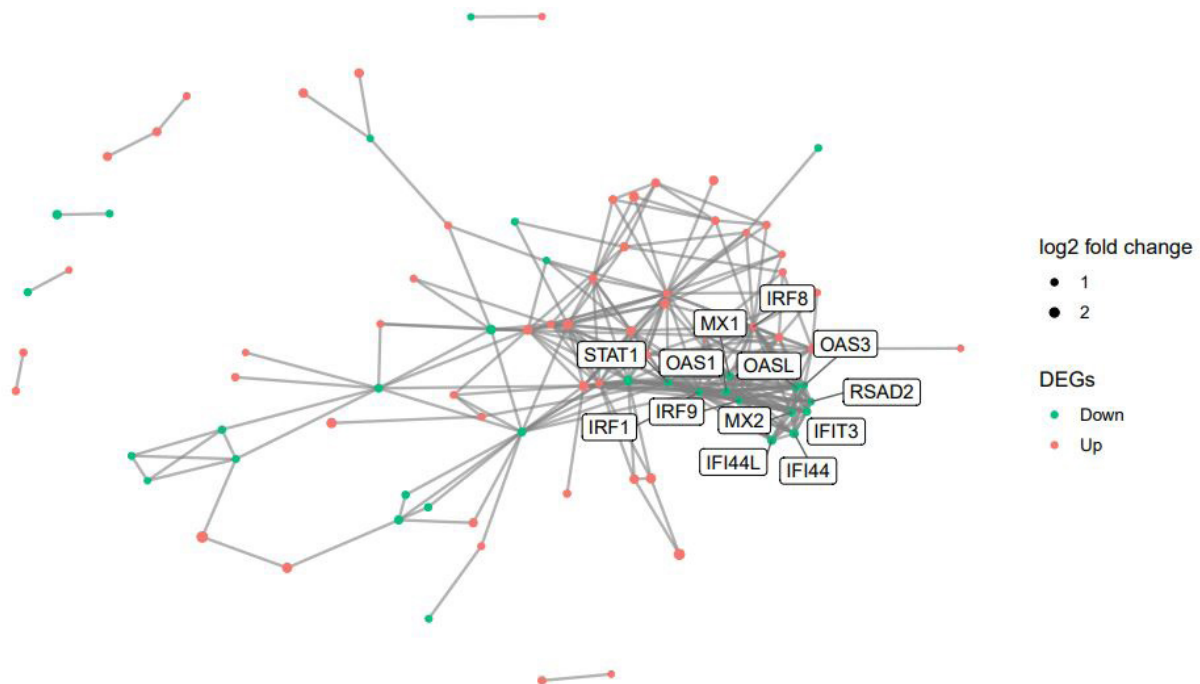 IRF8
MX1
OAS3
STAT1
OAS1
OASL
RSAD2
IRF9
MX2
IRF1
IFIT3
IFI44L
IFI44
log2 fold change
1
2
DEGs
Down
Up